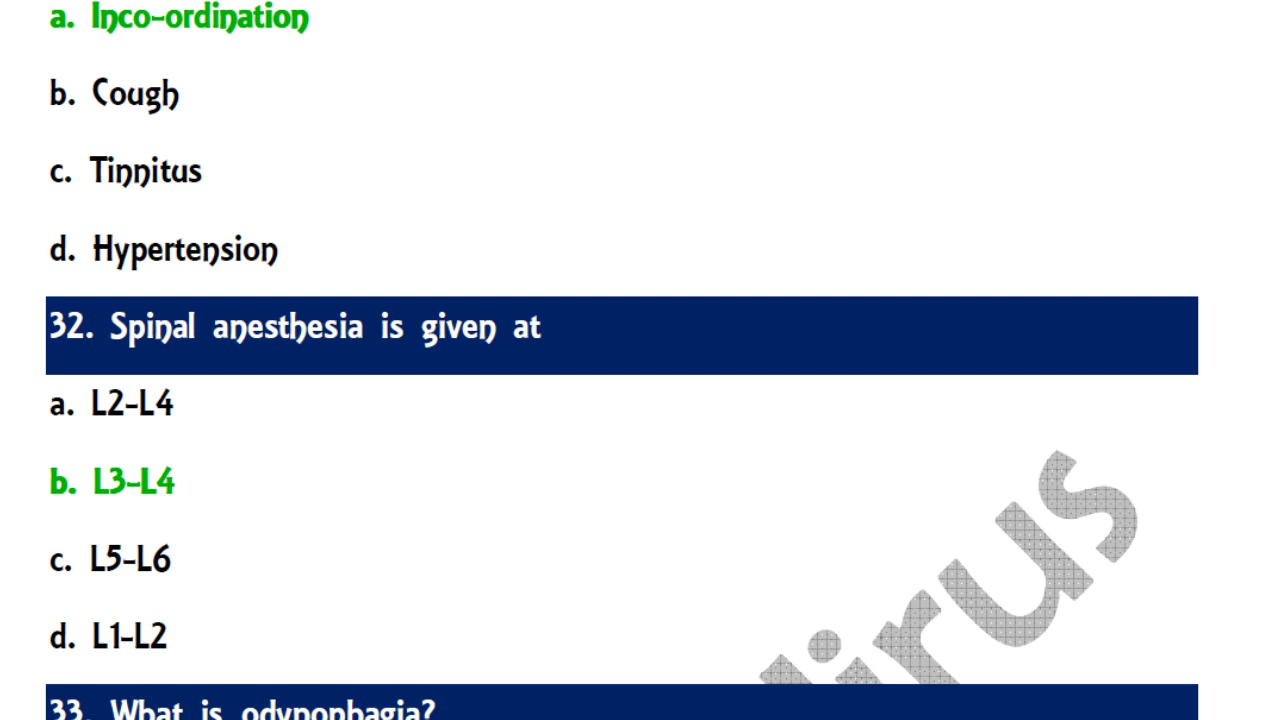 a. Inco-ordination
b. Cough
c. Tinnitus
d. Hypertension
32. Spinal anesthesia is given at
a. L2-L4
b. L3-L4
c. L5-L6
d. L1-L2
33. What is odynophagia?